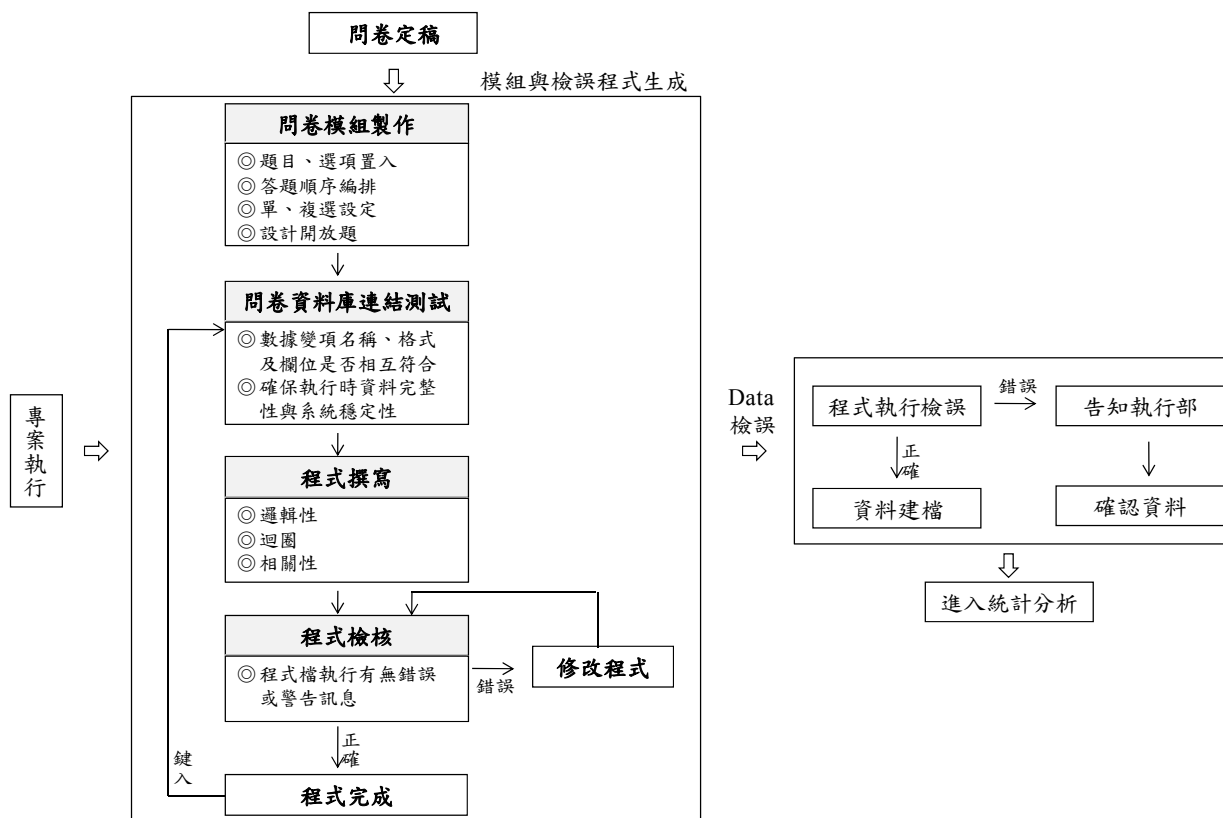 問卷定稿
模組與檢誤程式生成
問卷模組製作
◎題目、選項置入
◎答題順序編排
◎單、複選設定
◎設計開放題
問卷資料庫連結測試
◎數據變項名稱、格式
及欄位是否相互符合
◎確保執行時資料完整
性與系統穩定性
程式撰寫
◎邏輯性
◎迴圈
◎相關性
程式檢核
◎程式檔執行有無錯誤
或警告訊息
錯誤
修改程式
正
確
鍵
入
程式完成
專
案
執
行
Data
檢誤
程式執行檢誤
錯誤
告知執行部
正
確
資料建檔
確認資料
進入統計分析